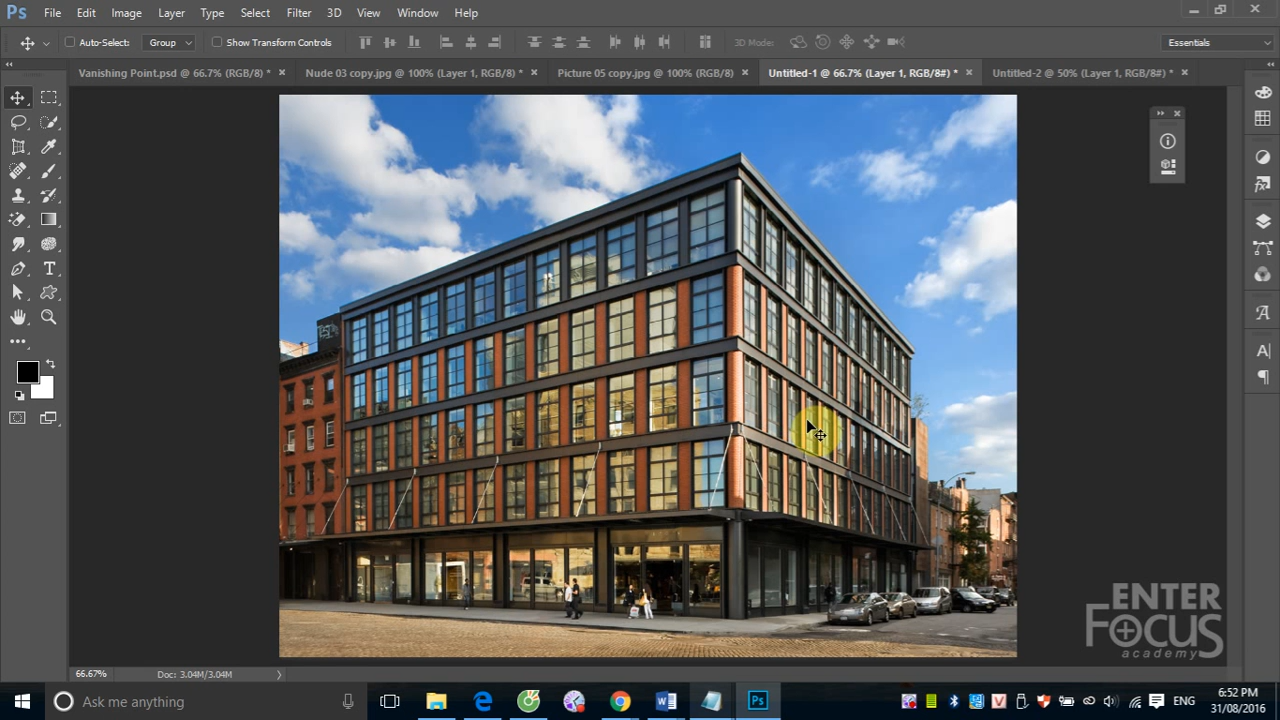 Ps File Edit Image Layer Type Select Filter 3D View Window Help
Auto-Select: Group Show Transform Controls 3D Modes Essentials
Vanishing Point.psd @ 66.7% (RGB/8) * × Nude 03 copy.jpg @ 100% (Layer 1, RGB/8*) * × Picture 05 copy.jpg @ 100% (RGB/8) × Untitled-1 @ 66.7% (Layer 1, RGB/8#) * × Untitled-2 @ 50% (Layer 1, RGB/8#) * ×
66.67% Doc: 3.04M/3.04M
ENTER
FOCUS
academy
Ask me anything
Ps
ENG
6:52 PM
31/08/2016